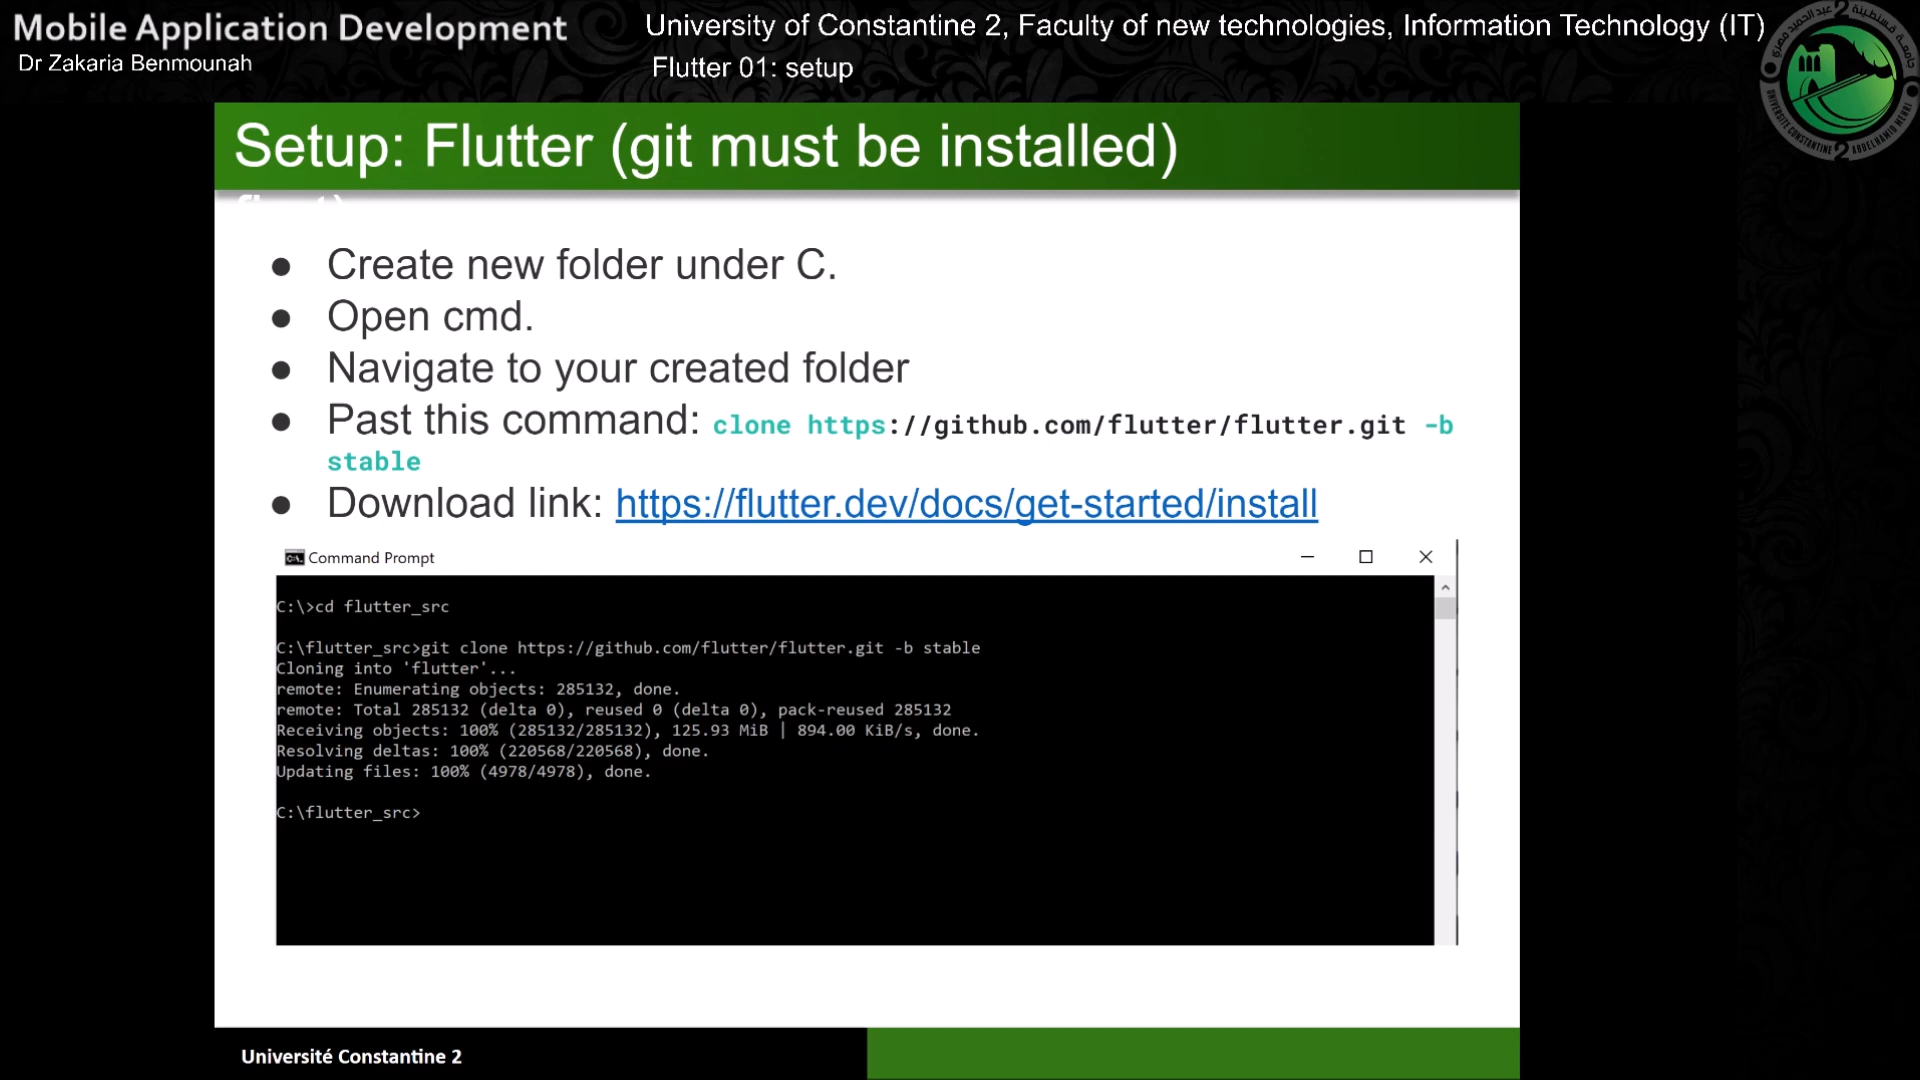 Mobile Application Development
Dr Zakaria Benmounah
University of Constantine 2, Faculty of new technologies, Information Technology (IT)
Flutter 01: setup
Setup: Flutter (git must be installed)
● Create new folder under C.
● Open cmd.
● Navigate to your created folder
● Past this command: clone https://github.com/flutter/flutter.git -b
stable
● Download link: https://flutter.dev/docs/get-started/install
Command Prompt
C:\>cd flutter_src
C:\flutter_src>git clone https://github.com/flutter/flutter.git -b stable
Cloning into 'flutter'...
remote: Enumerating objects: 285132, done.
remote: Total 285132 (delta 0), reused 0 (delta 0), pack-reused 285132
Receiving objects: 100% (285132/285132), 125.93 MiB | 894.00 KiB/s, done.
Resolving deltas: 100% (220568/220568), done.
Updating files: 100% (4978/4978), done.
C:\flutter_src>
Université Constantine 2
UNIVERSITÉ CONSTANTINE 2 ABDELHAMID MEHRI